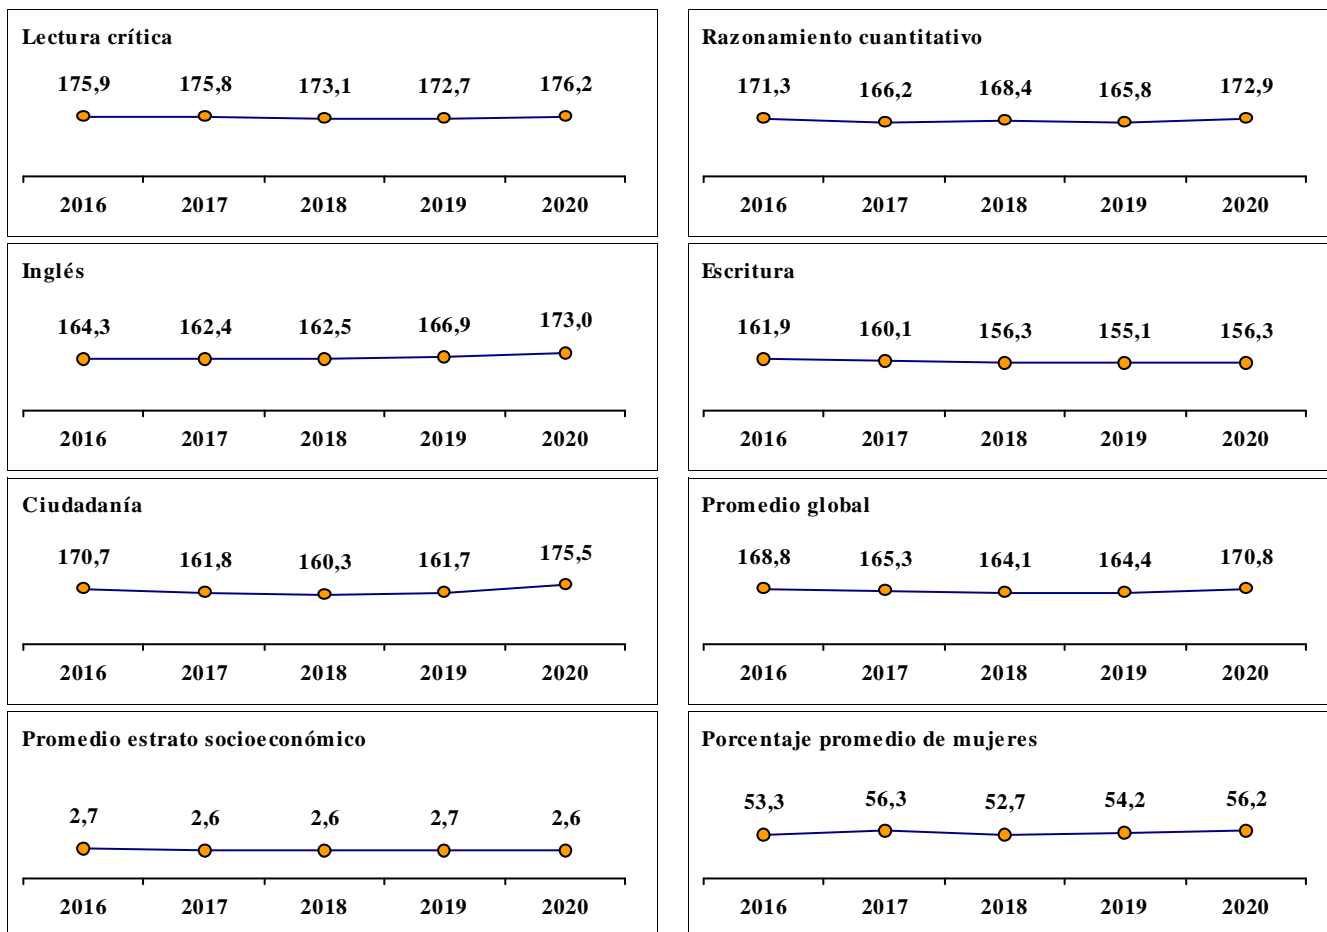 Lectura crítica
175,9 175,8 173,1 172,7 176,2
2016 2017 2018 2019 2020
Razonamiento cuantitativo
171,3 166,2 168,4 165,8 172,9
2016 2017 2018 2019 2020
Inglés
164,3 162,4 162,5 166,9 173,0
2016 2017 2018 2019 2020
Escritura
161,9 160,1 156,3 155,1 156,3
2016 2017 2018 2019 2020
Ciudadanía
170,7 161,8 160,3 161,7 175,5
2016 2017 2018 2019 2020
Promedio global
168,8 165,3 164,1 164,4 170,8
2016 2017 2018 2019 2020
Promedio estrato socioeconómico
2,7 2,6 2,6 2,7 2,6
2016 2017 2018 2019 2020
Porcentaje promedio de mujeres
53,3 56,3 52,7 54,2 56,2
2016 2017 2018 2019 2020